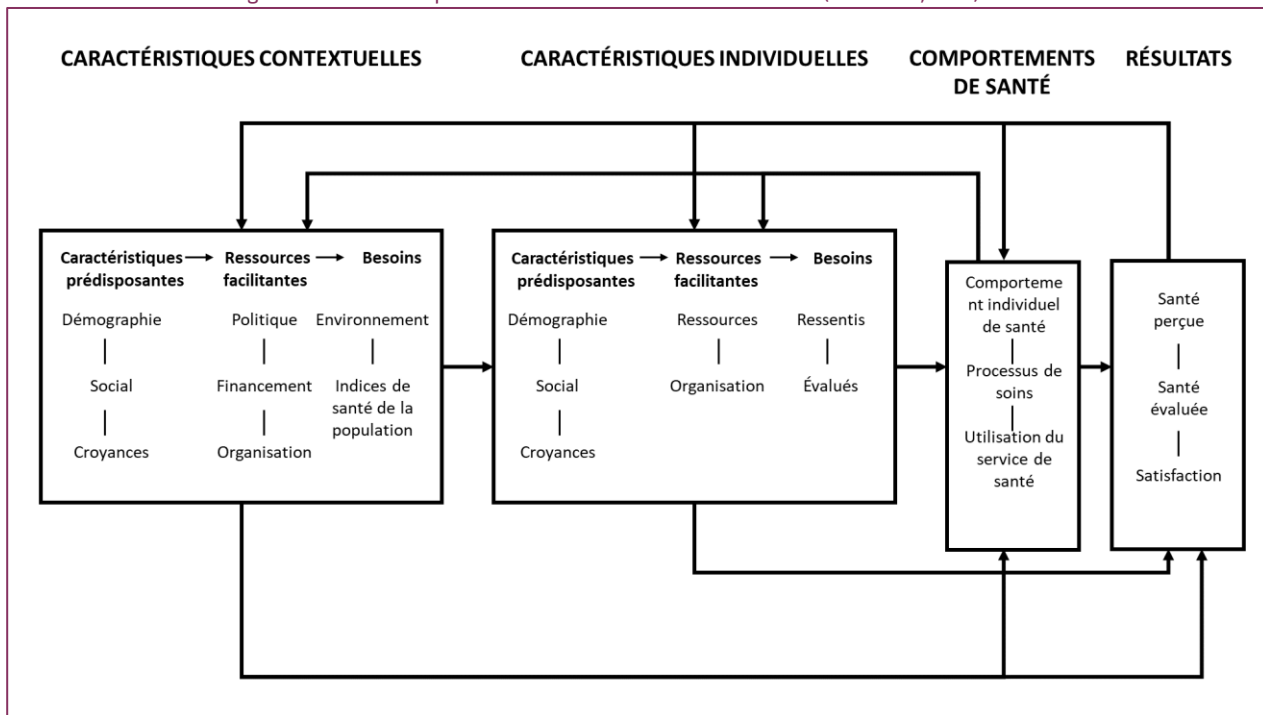 CARACTÉRISTIQUES CONTEXTUELLES
CARACTÉRISTIQUES INDIVIDUELLES
COMPORTEMENTS
DE SANTÉ
RÉSULTATS
Caractéristiques
prédisposantes
Ressources
facilitantes
Besoins
Démographie
Social
Croyances
Politique
Financement
Organisation
Environnement
Indices de
santé de la
population
Caractéristiques
prédisposantes
Ressources
facilitantes
Besoins
Démographie
Social
Croyances
Ressources
Organisation
Ressentis
Évalués
Comporteme
nt individuel
de santé
Processus de
soins
Utilisation du
service de
santé
Santé
perçue
Santé
évaluée
Satisfaction